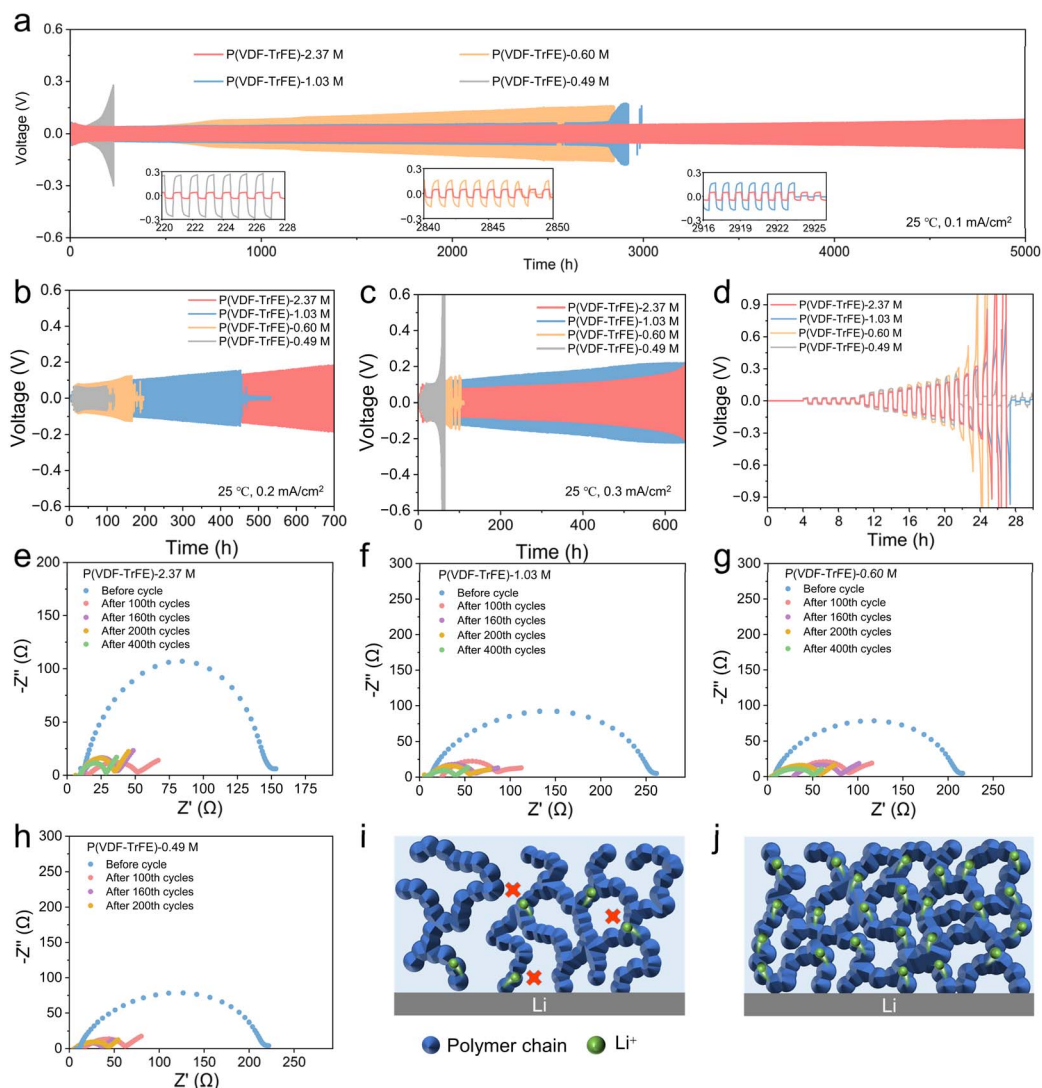 a
0.6
0.3
0.0
−0.3
−0.6
Voltage (V)
P(VDF-TrFE)-2.37 M
P(VDF-TrFE)-0.60 M
P(VDF-TrFE)-1.03 M
P(VDF-TrFE)-0.49 M
0.3
0.0
−0.3
220 222 224 226 228
0.3
0.0
−0.3
2840 2845 2850
0.3
0.0
−0.3
2916 2919 2922 2925
25 ℃, 0.1 mA/cm²
0 1000 2000 3000 4000 5000
Time (h)
b
0.6
0.4
0.2
0.0
−0.2
−0.4
−0.6
Voltage (V)
P(VDF-TrFE)-2.37 M
P(VDF-TrFE)-1.03 M
P(VDF-TrFE)-0.60 M
P(VDF-TrFE)-0.49 M
25 ℃, 0.2 mA/cm²
0 100 200 300 400 500 600 700
Time (h)
c
0.6
0.4
0.2
0.0
−0.2
−0.4
−0.6
Voltage (V)
P(VDF-TrFE)-2.37 M
P(VDF-TrFE)-1.03 M
P(VDF-TrFE)-0.60 M
P(VDF-TrFE)-0.49 M
25 ℃, 0.3 mA/cm²
0 100 200 300 400 500 600
Time (h)
d
0.9
0.6
0.3
0.0
−0.3
−0.6
−0.9
Voltage (V)
P(VDF-TrFE)-2.37 M
P(VDF-TrFE)-1.03 M
P(VDF-TrFE)-0.60 M
P(VDF-TrFE)-0.49 M
0 4 8 12 16 20 24 28
Time (h)
e
200
150
100
50
0
-Z'' (Ω)
P(VDF-TrFE)-2.37 M
Before cycle
After 100th cycles
After 160th cycles
After 200th cycles
After 400th cycles
0 25 50 75 100 125 150 175
Z' (Ω)
f
300
250
200
150
100
50
0
-Z'' (Ω)
P(VDF-TrFE)-1.03 M
Before cycle
After 100th cycles
After 160th cycles
After 200th cycles
After 400th cycles
0 50 100 150 200 250
Z' (Ω)
g
300
250
200
150
100
50
0
-Z'' (Ω)
P(VDF-TrFE)-0.60 M
Before cycle
After 100th cycle
After 160th cycles
After 200th cycles
After 400th cycles
0 50 100 150 200 250
Z' (Ω)
h
300
250
200
150
100
50
0
-Z'' (Ω)
P(VDF-TrFE)-0.49 M
Before cycle
After 100th cycles
After 160th cycles
After 200th cycles
0 50 100 150 200 250
Z' (Ω)
i
Li
j
Li
Polymer chain
Li⁺